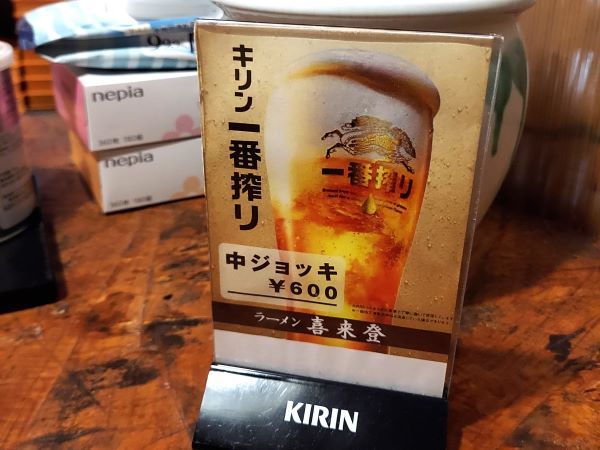 キリン一番搾り
一番搾り
中ジョッキ
￥600
ラーメン 喜来登
KIRIN
nepia
nepia